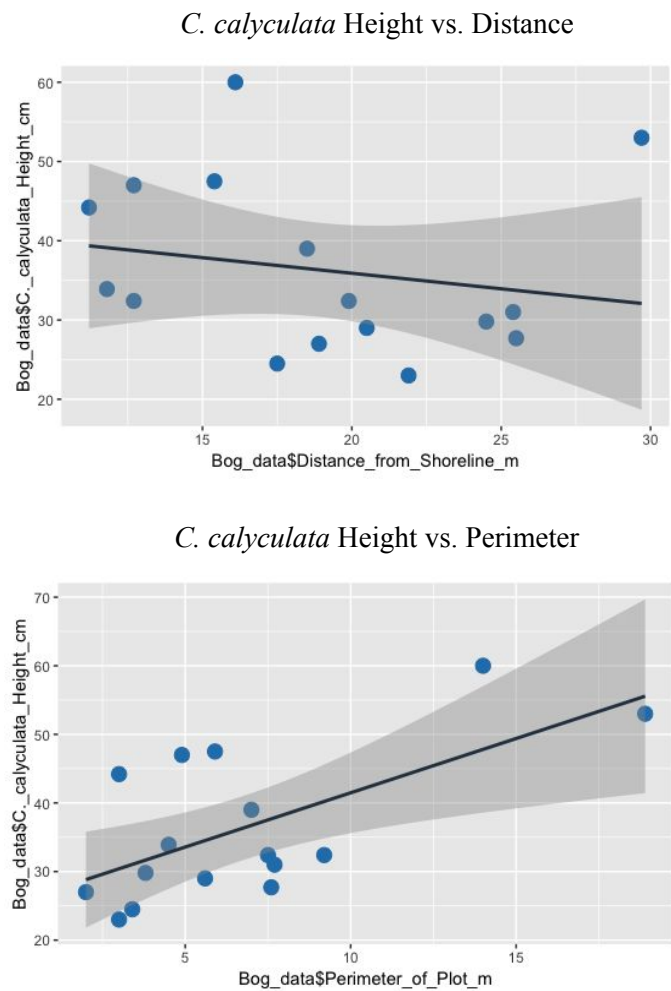 C. calyculata Height vs. Distance
60
50
40
30
20
Bog_data$C._calyculata_Height_cm
15 20 25 30
Bog_data$Distance_from_Shoreline_m
C. calyculata Height vs. Perimeter
70
60
50
40
30
20
Bog_data$C._calyculata_Height_cm
5 10 15
Bog_data$Perimeter_of_Plot_m